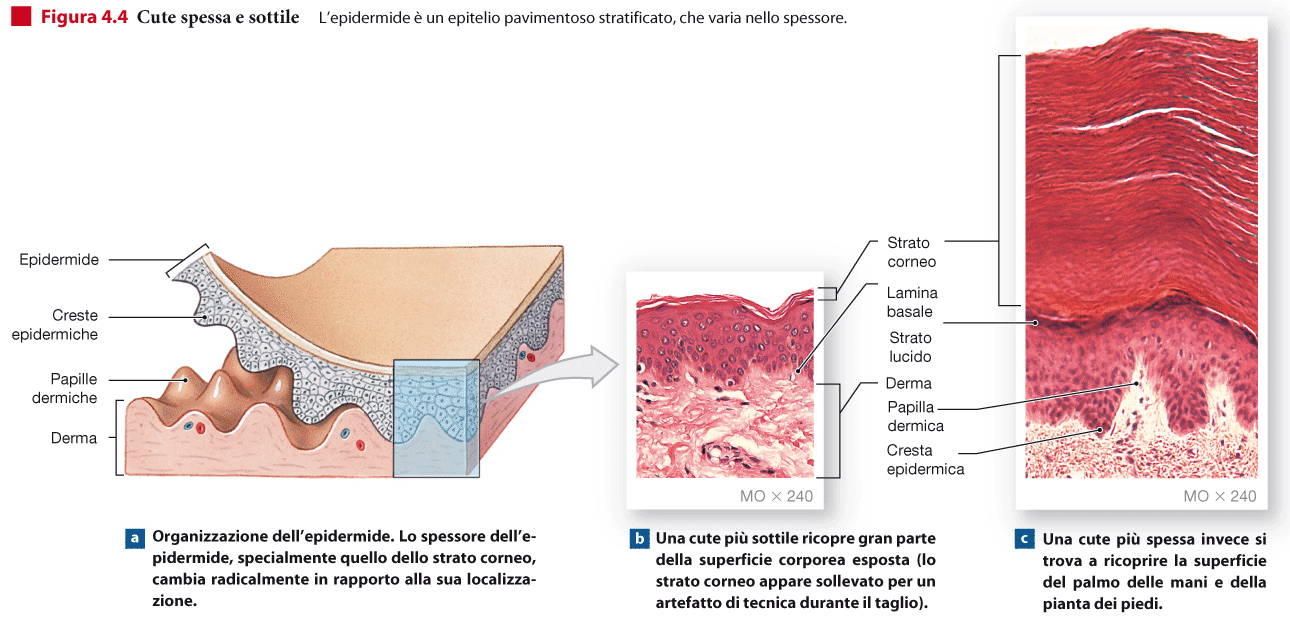 Figura 4.4 Cute spessa e sottile L'epidermide è un epitelio pavimentoso stratificato, che varia nello spessore.
Epidermide
Creste
epidermiche
Papille
dermiche
Derma
Strato
corneo
Lamina
basale
Strato
lucido
Derma
Papilla
dermica
Cresta
epidermica
MO × 240
MO × 240
a Organizzazione dell'epidermide. Lo spessore dell'e-
pidermide, specialmente quello dello strato corneo,
cambia radicalmente in rapporto alla sua localizza-
zione.
b Una cute più sottile ricopre gran parte
della superficie corporea esposta (lo
strato corneo appare sollevato per un
artefatto di tecnica durante il taglio).
c Una cute più spessa invece si
trova a ricoprire la superficie
del palmo delle mani e della
pianta dei piedi.